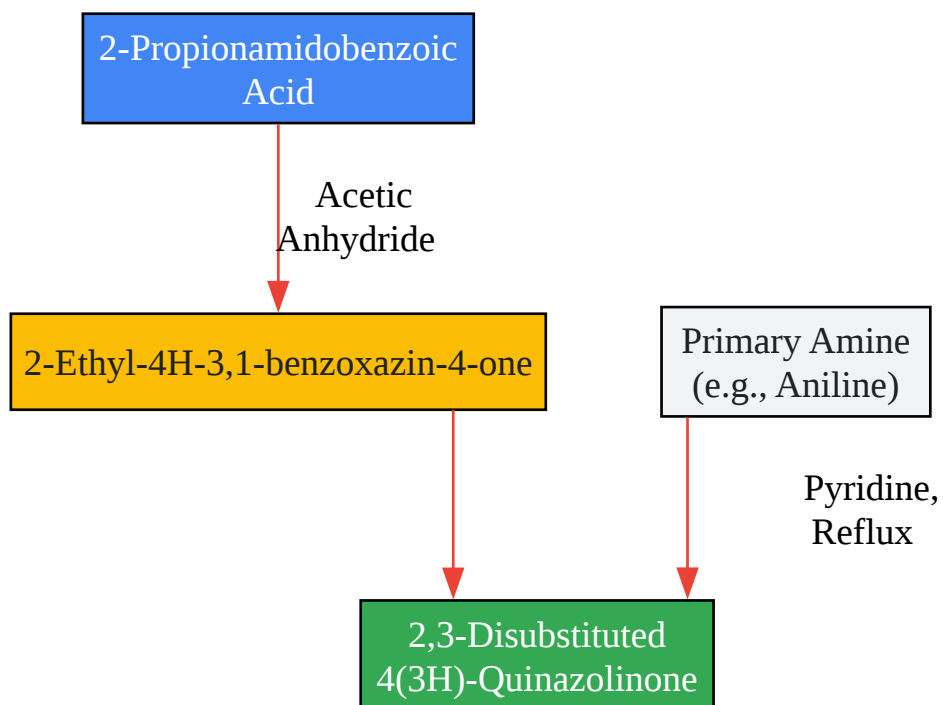 2-Propionamidobenzoic
Acid
Acetic
Anhydride
2-Ethyl-4H-3,1-benzoxazin-4-one
Primary Amine
(e.g., Aniline)
Pyridine,
Reflux
2,3-Disubstituted
4(3H)-Quinazolinone